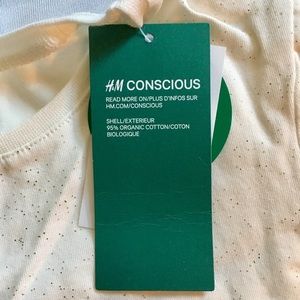 H&M CONSCIOUS
READ MORE ON/PLUS D'INFOS SUR
HM.COM/CONSCIOUS
SHELL/EXTERIEUR
95% ORGANIC COTTON/COTON
BIOLOGIQUE